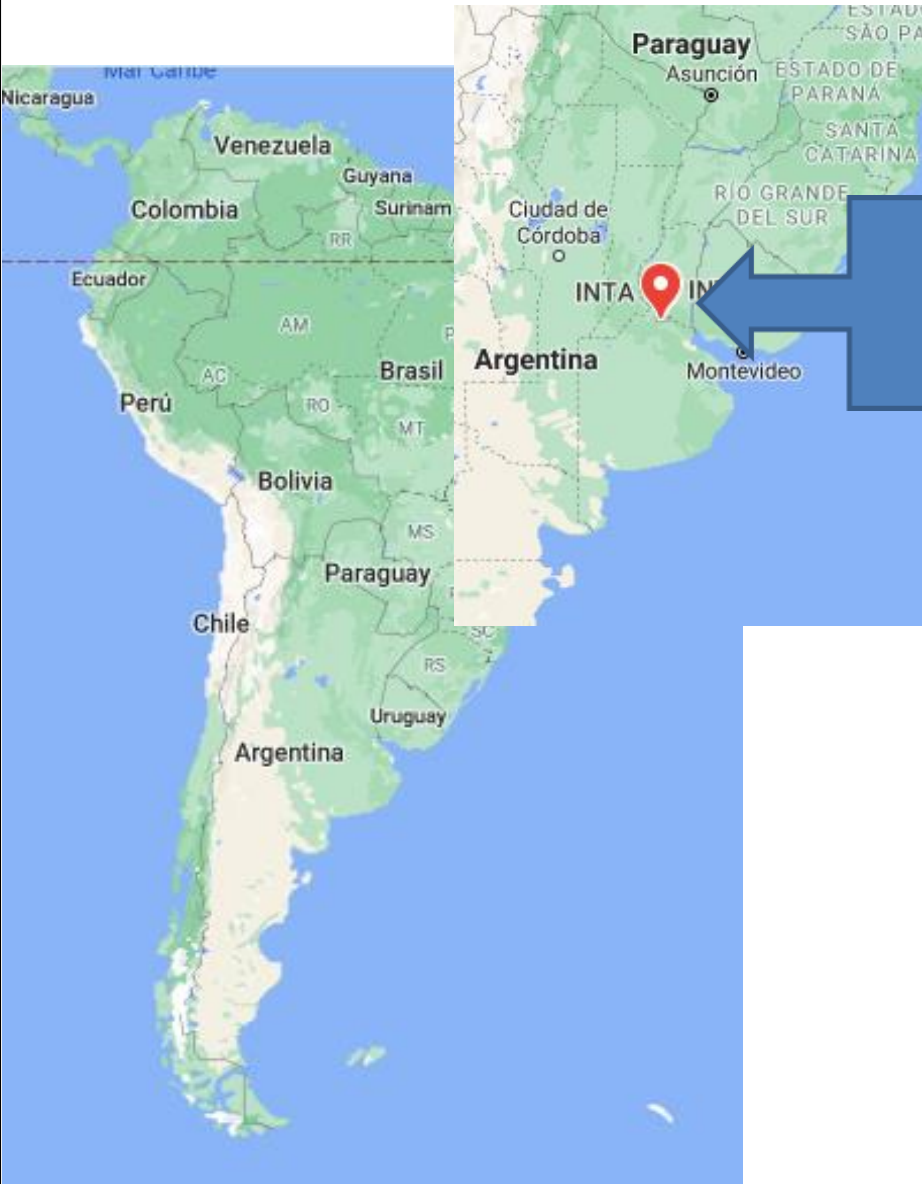 Mar Caribe
Nicaragua
Venezuela
Guyana
Colombia
Surinam
RR
Ecuador
AM
Brasil
AC
Perú
RO
MT
Bolivia
MS
Paraguay
Chile
SC
RS
Uruguay
Argentina
Paraguay
Asunción
ESTADO DE
PARANÁ
SANTA
CATARINA
RÍO GRANDE
DEL SUR
Ciudad de
Córdoba
INTA
Argentina
Montevideo